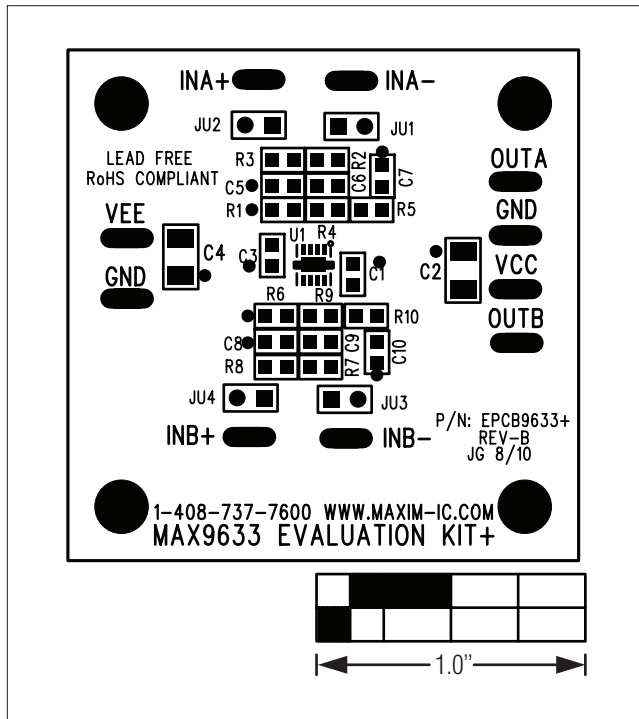 INA+ INA-
JU2 JU1
LEAD FREE
RoHS COMPLIANT
R3 R2
C5 C6 C7
R1 R5
OUTA
GND
VCC
OUTB
VEE
GND
C4
U1 R4
C3 C1
C2
R6 R9
R10
C8 C9 C10
R8 R7
JU4 JU3
INB+ INB-
P/N: EPCB9633+
REV-B
JG 8/10
1-408-737-7600 WWW.MAXIM-IC.COM
MAX9633 EVALUATION KIT+
1.0”